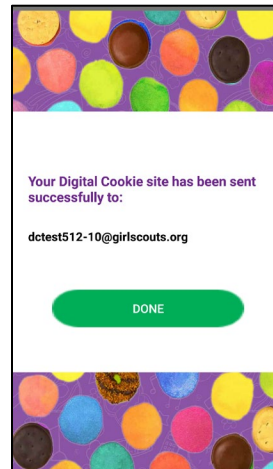 Your Digital Cookie site has been sent
successfully to:
dctest512-10@girlscouts.org
DONE